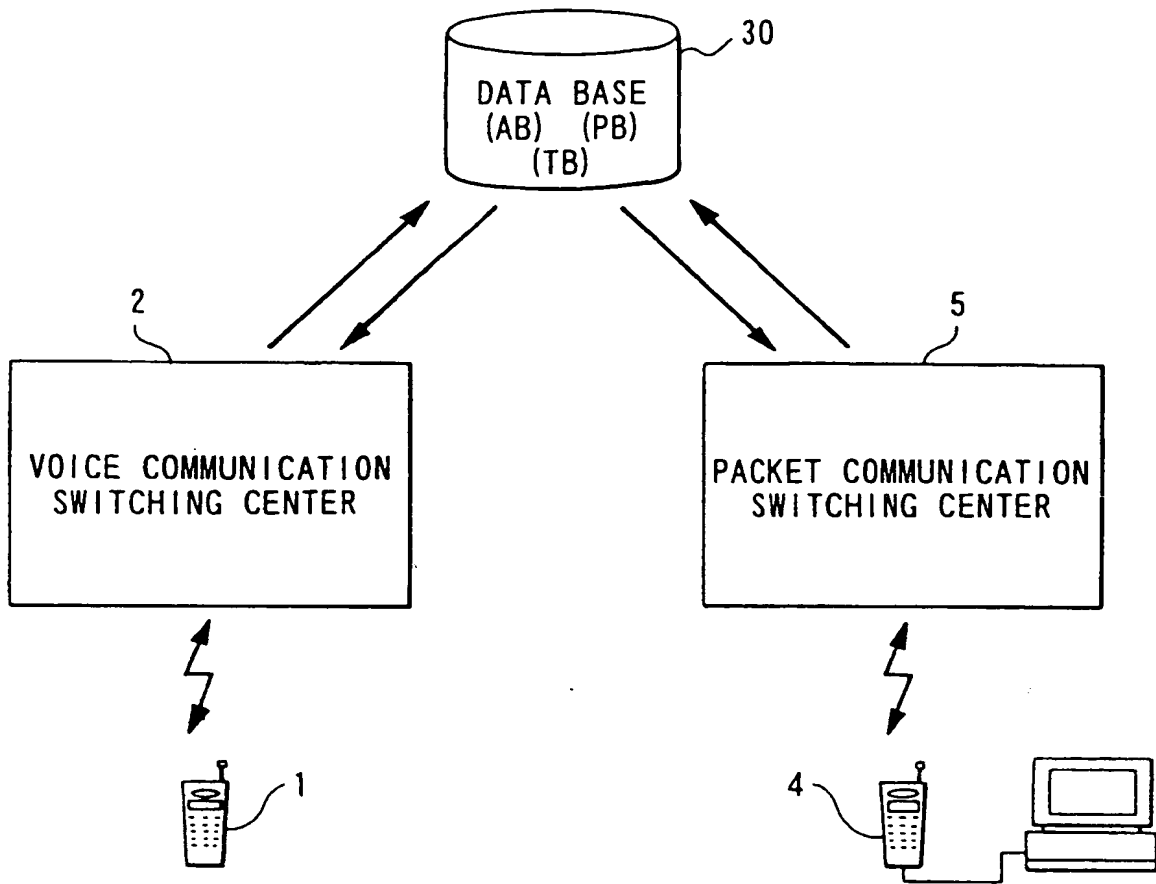 30
DATA BASE
(AB) (PB)
(TB)
2
5
VOICE COMMUNICATION
SWITCHING CENTER
PACKET COMMUNICATION
SWITCHING CENTER
1
4